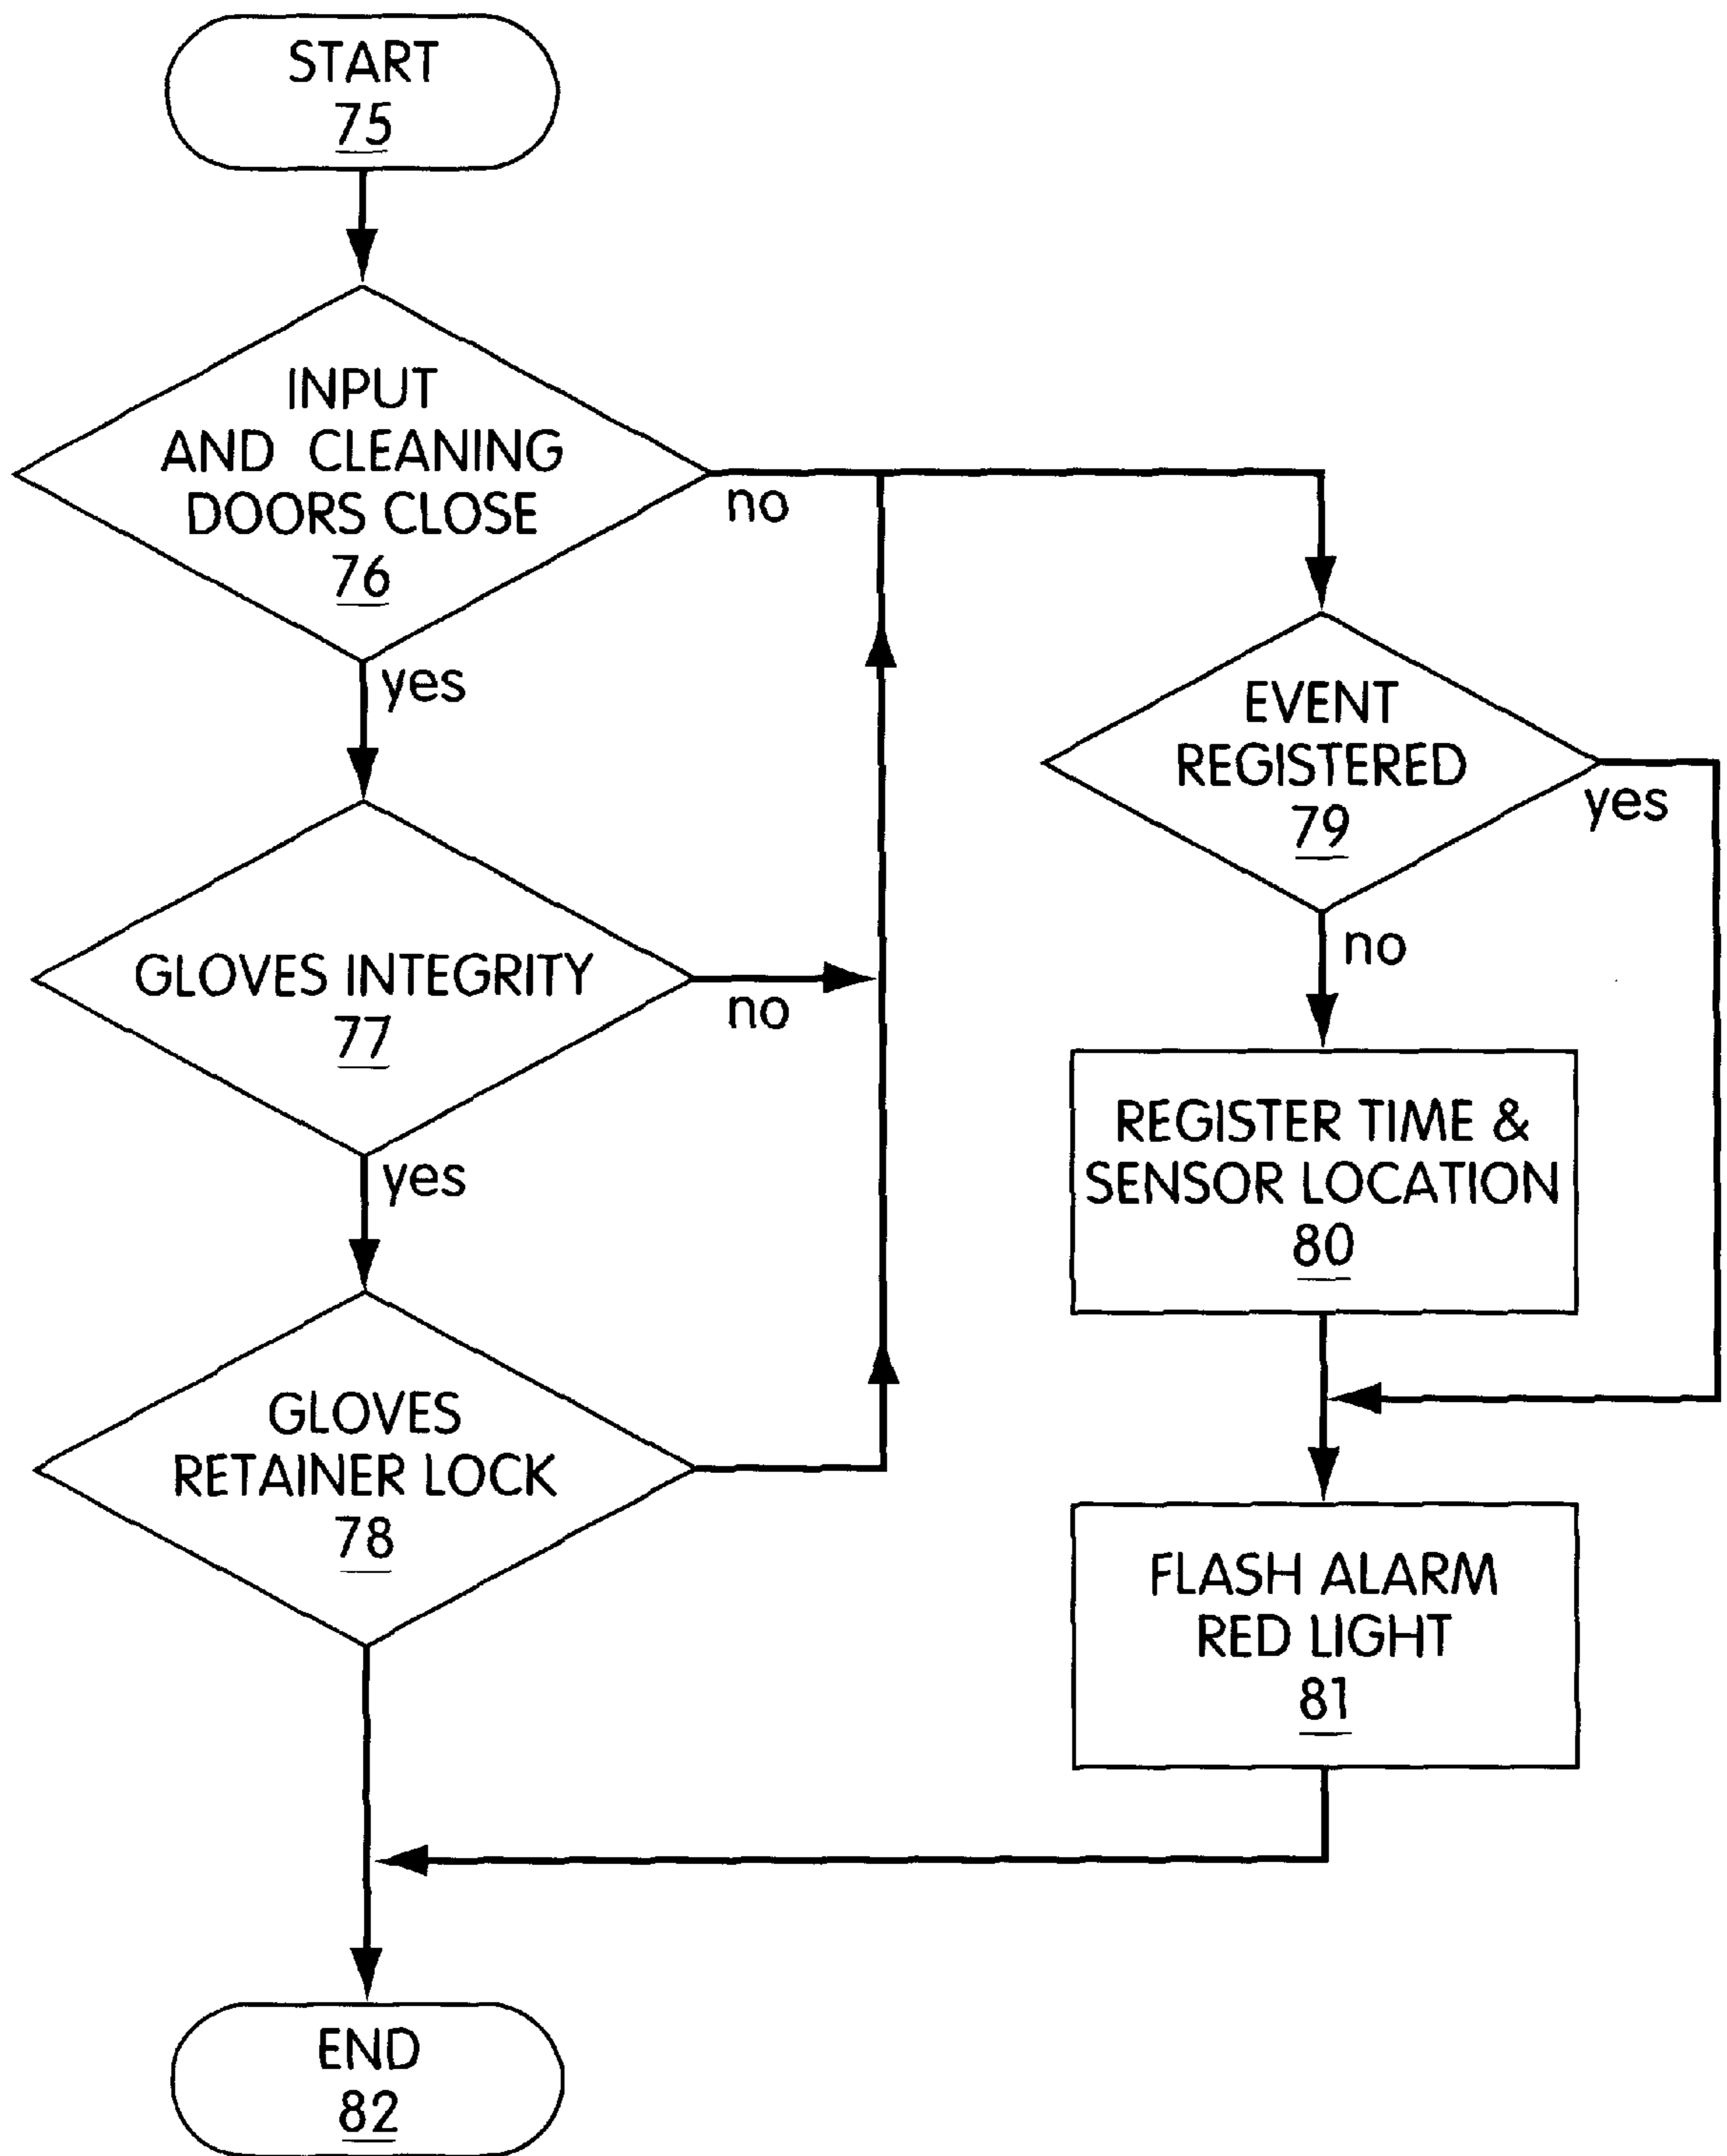 START
75
INPUT
AND CLEANING
DOORS CLOSE
76
no
yes
EVENT
REGISTERED
79
yes
no
GLOVES INTEGRITY
77
no
yes
REGISTER TIME &
SENSOR LOCATION
80
GLOVES
RETAINER LOCK
78
FLASH ALARM
RED LIGHT
81
END
82